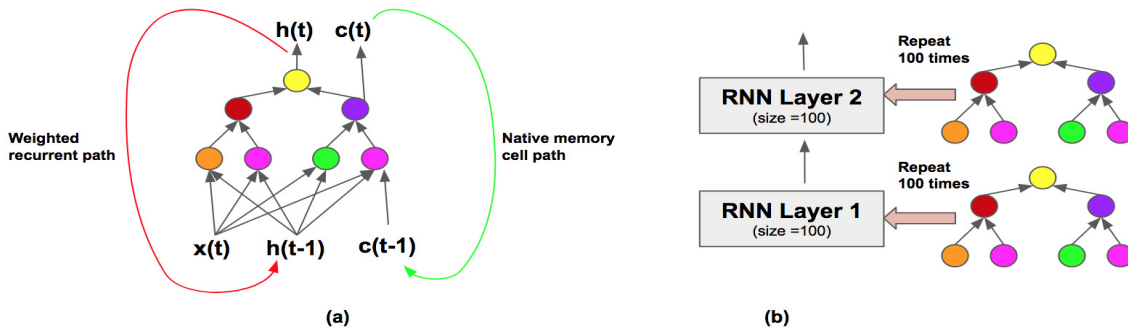 h(t) c(t)
Weighted
recurrent path
Native memory
cell path
x(t) h(t-1) c(t-1)
(a)
Repeat
100 times
RNN Layer 2
(size =100)
Repeat
100 times
RNN Layer 1
(size =100)
(b)